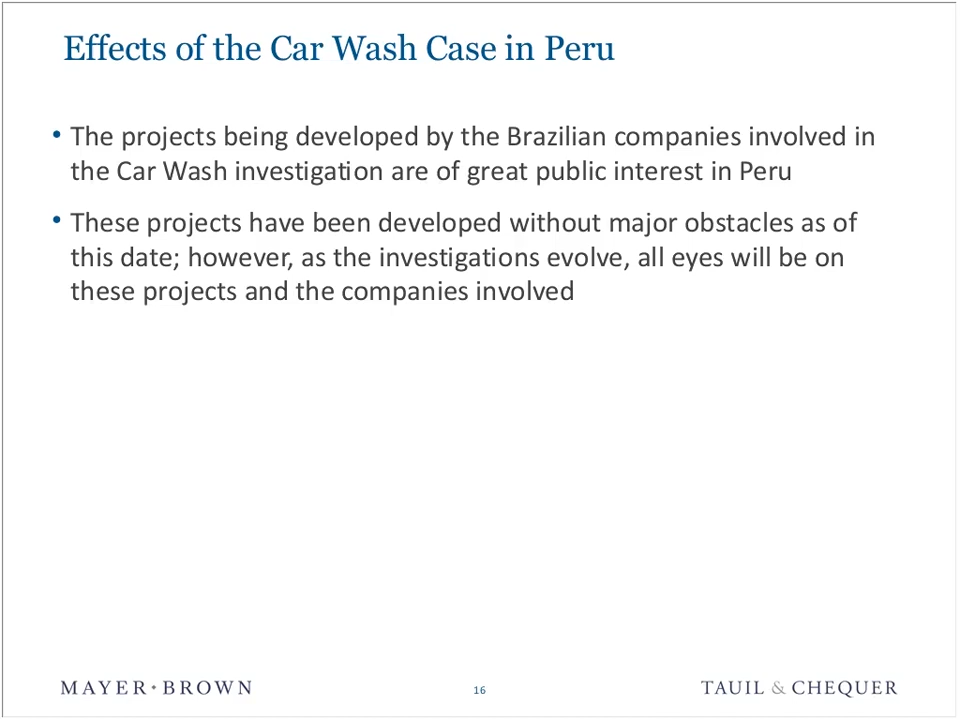 Effects of the Car Wash Case in Peru
• The projects being developed by the Brazilian companies involved in
the Car Wash investigation are of great public interest in Peru
• These projects have been developed without major obstacles as of
this date; however, as the investigations evolve, all eyes will be on
these projects and the companies involved
MAYER • BROWN
16
TAUIL & CHEQUER